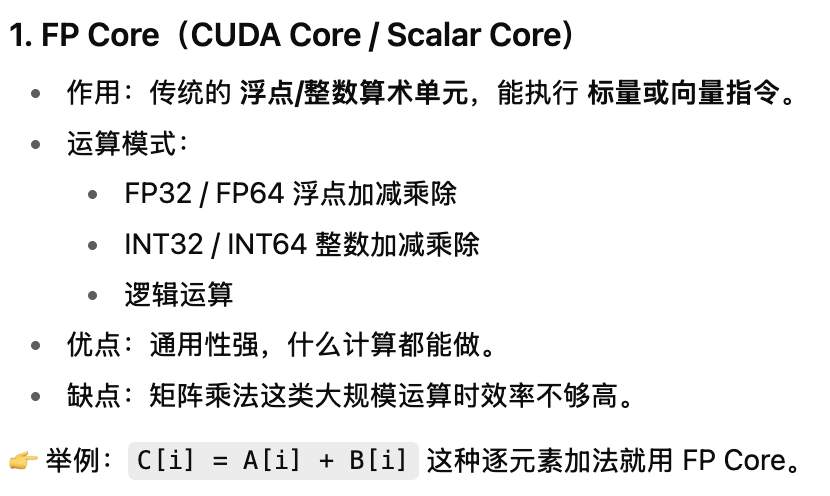 1. FP Core（CUDA Core / Scalar Core）
作用：传统的 浮点/整数算术单元，能执行 标量或向量指令。
运算模式：
FP32 / FP64 浮点加减乘除
INT32 / INT64 整数加减乘除
逻辑运算
优点：通用性强，什么计算都能做。
缺点：矩阵乘法这类大规模运算时效率不够高。
👉 举例：C[i] = A[i] + B[i] 这种逐元素加法就用 FP Core。